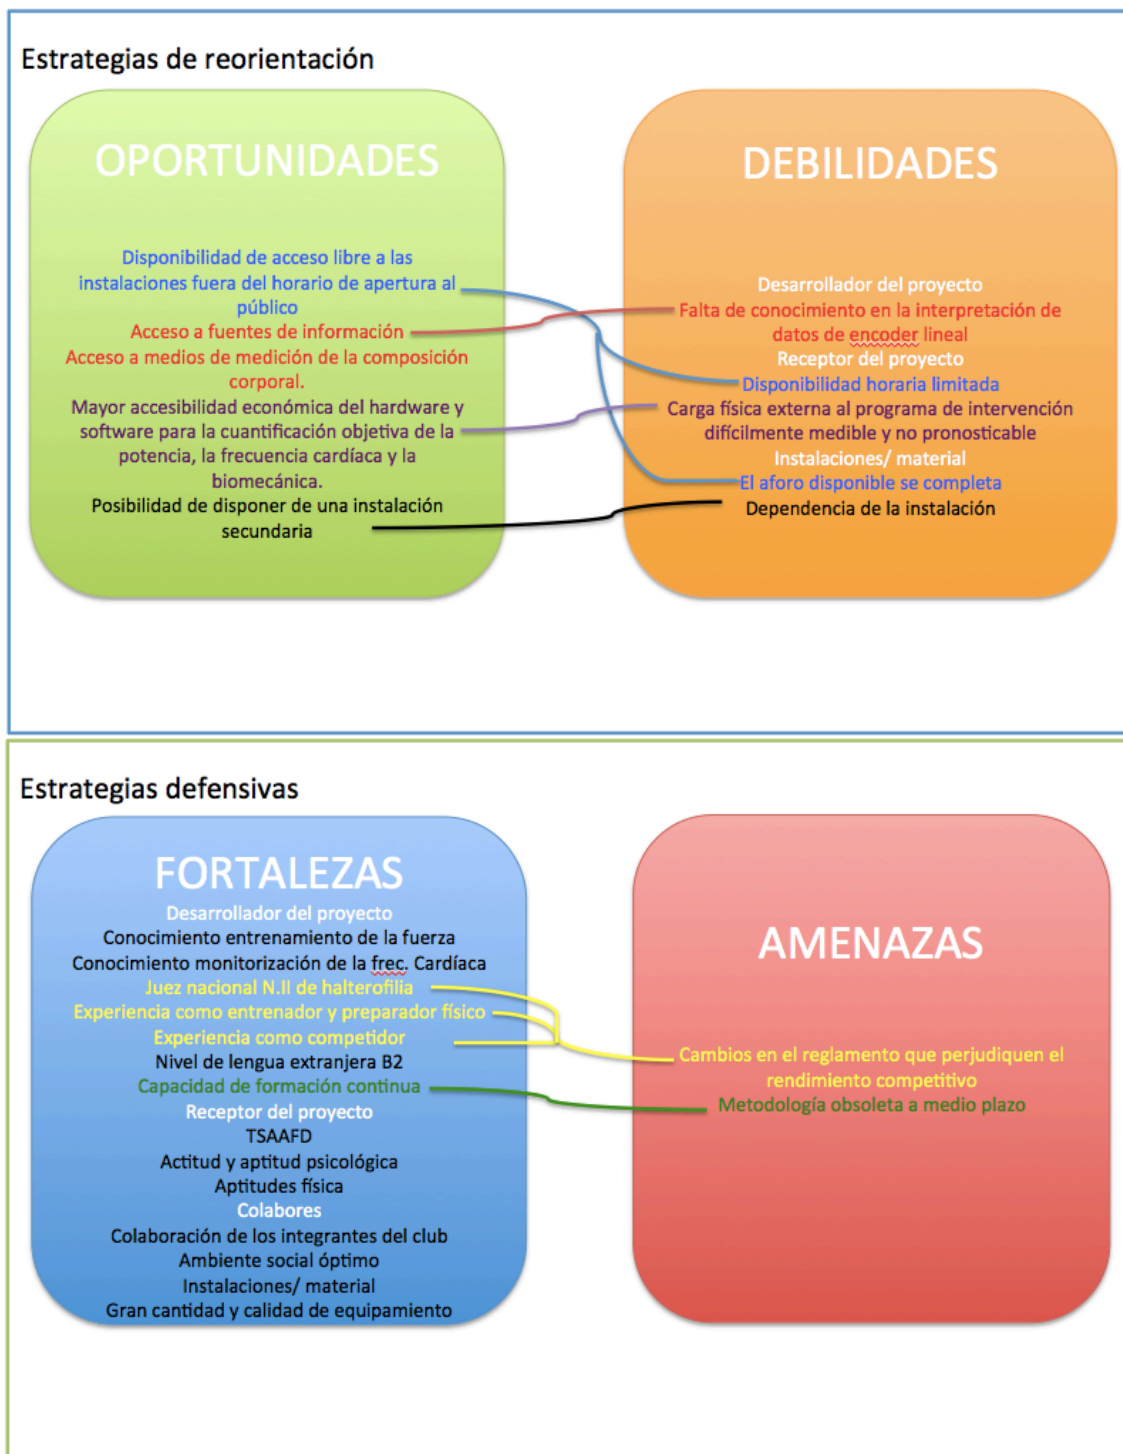 Estrategias de reorientación
OPORTUNIDADES
Disponibilidad de acceso libre a las
instalaciones fuera del horario de apertura al
público
Acceso a fuentes de información
Acceso a medios de medición de la composición
corporal.
Mayor accesibilidad económica del hardware y
software para la cuantificación objetiva de la
potencia, la frecuencia cardíaca y la
biomecánica.
Posibilidad de disponer de una instalación
secundaria
DEBILIDADES
Desarrollador del proyecto
Falta de conocimiento en la interpretación de
datos de encoder lineal
Receptor del proyecto
Disponibilidad horaria limitada
Carga física externa al programa de intervención
difícilmente medible y no pronosticable
Instalaciones/ material
El aforo disponible se completa
Dependencia de la instalación
Estrategias defensivas
FORTALEZAS
Desarrollador del proyecto
Conocimiento entrenamiento de la fuerza
Conocimiento monitorización de la frec. Cardíaca
Juez nacional N.II de halterofilia
Experiencia como entrenador y preparador físico
Experiencia como competidor
Nivel de lengua extranjera B2
Capacidad de formación continua
Receptor del proyecto
TSAAFD
Actitud y aptitud psicológica
Aptitudes física
Colabores
Colaboración de los integrantes del club
Ambiente social óptimo
Instalaciones/ material
Gran cantidad y calidad de equipamiento
AMENAZAS
Cambios en el reglamento que perjudiquen el
rendimiento competitivo
Metodología obsoleta a medio plazo